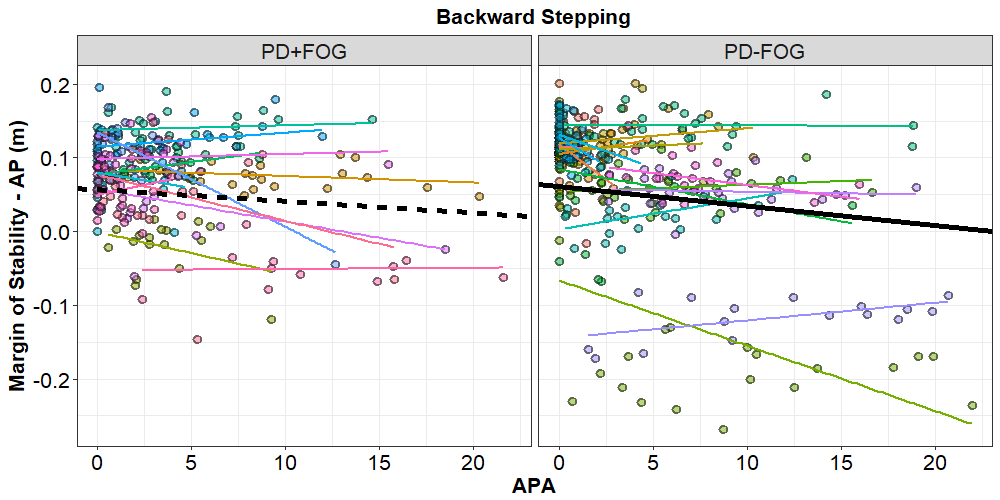 Backward Stepping
PD+FOG
PD-FOG
Margin of Stability - AP (m)
0.2
0.1
0.0
-0.1
-0.2
0 5 10 15 20
0 5 10 15 20
APA